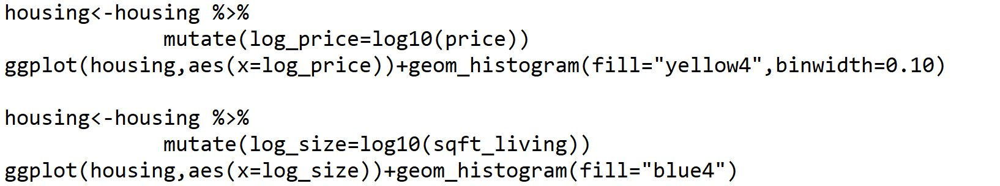 housing<-housing %>%
mutate(log_price=log10(price))
ggplot(housing,aes(x=log_price))+geom_histogram(fill="yellow4",binwidth=0.10)
housing<-housing %>%
mutate(log_size=log10(sqft_living))
ggplot(housing,aes(x=log_size))+geom_histogram(fill="blue4")